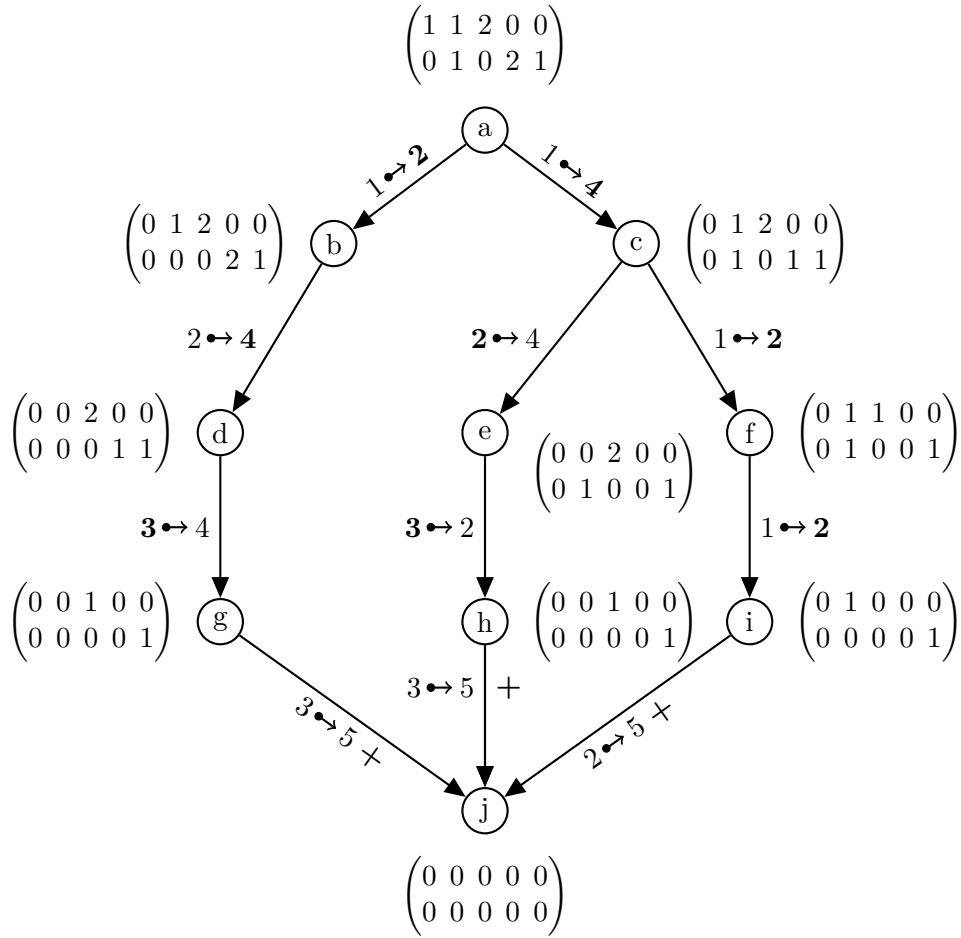 1 1 2 0 0
0 1 0 2 1
a
1 ↦ 2
1 ↦ 4
0 1 2 0 0
0 0 0 2 1
b
c
0 1 2 0 0
0 1 0 1 1
2 ↦ 4
2 ↦ 4
1 ↦ 2
0 0 2 0 0
0 0 0 1 1
d
e
0 0 2 0 0
0 1 0 0 1
f
0 1 1 0 0
0 1 0 0 1
3 ↦ 4
3 ↦ 2
1 ↦ 2
0 0 1 0 0
0 0 0 0 1
g
h
0 0 1 0 0
0 0 0 0 1
i
0 1 0 0 0
0 0 0 0 1
3 ↦ 5 +
3 ↦ 5 +
2 ↦ 5 +
j
0 0 0 0 0
0 0 0 0 0